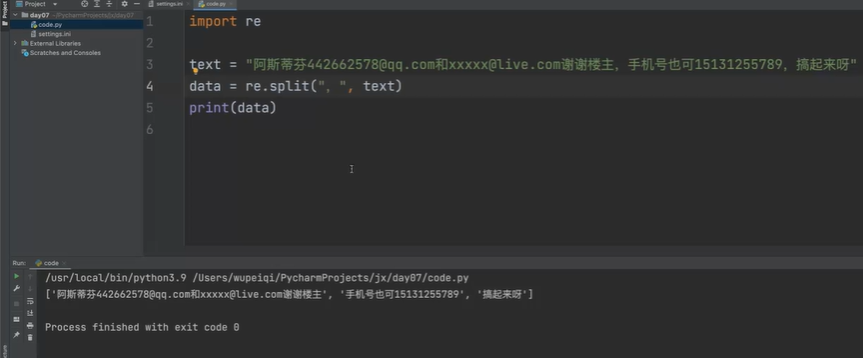 Project
settings.ini
code.py
Project
day07 ~/PycharmProjects/jx/day07
code.py
settings.ini
External Libraries
Scratches and Consoles
1 import re
2
3 text = "阿斯蒂芬442662578@qq.com和xxxxx@live.com谢谢楼主，手机号也可15131255789，搞起来呀"
4 data = re.split("，", text)
5 print(data)
6
Run: code
/usr/local/bin/python3.9 /Users/wupeiqi/PycharmProjects/jx/day07/code.py
['阿斯蒂芬442662578@qq.com和xxxxx@live.com谢谢楼主', '手机号也可15131255789', '搞起来呀']
Process finished with exit code 0